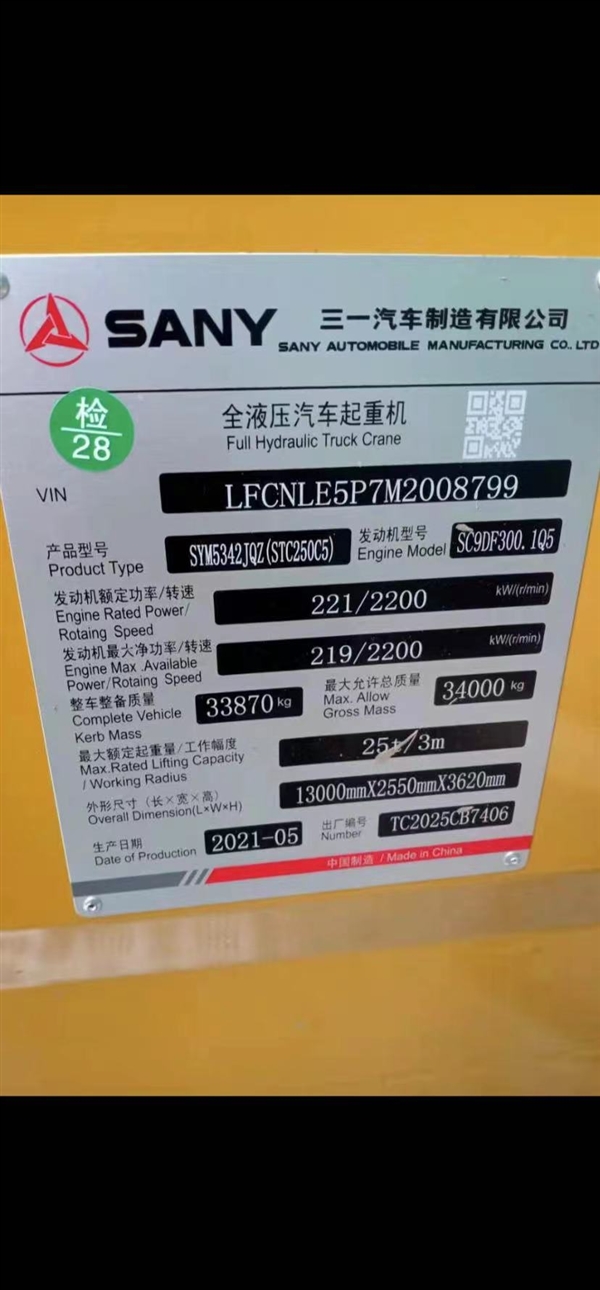 SANY 三一汽车制造有限公司
SANY AUTOMOBILE MANUFACTURING CO., LTD
检
28
全液压汽车起重机
Full Hydraulic Truck Crane
VIN LFCNLE5P7M2008799
产品型号
Product Type SYM5342JQZ(STC250C5)
发动机型号
Engine Model SC9DF300.1Q5
发动机额定功率/转速
Engine Rated Power/
Rotaing Speed 221/2200 kW/(r/min)
发动机最大净功率/转速
Engine Max .Available
Power/Rotaing Speed 219/2200 kW/(r/min)
整车整备质量
Complete Vehicle
Kerb Mass 33870 kg
最大允许总质量
Max. Allow
Gross Mass 34000 kg
最大额定起重量/工作幅度
Max.Rated Lifting Capacity
/ Working Radius 25t/3m
外形尺寸（长×宽×高）
Overall Dimension(L×W×H) 13000mmX2550mmX3620mm
生产日期
Date of Production 2021-05
出厂编号
Number TC2025CB7406
中国制造 / Made in China